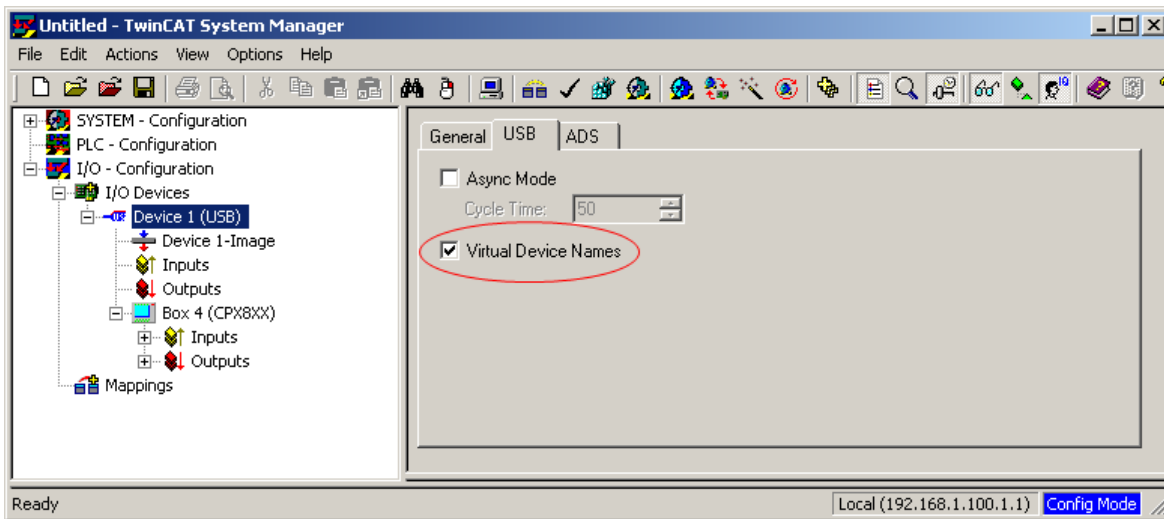 Untitled - TwinCAT System Manager
File Edit Actions View Options Help
SYSTEM - Configuration
PLC - Configuration
I/O - Configuration
I/O Devices
Device 1 (USB)
Device 1-Image
Inputs
Outputs
Box 4 (CPX8XX)
Inputs
Outputs
Mappings
General USB ADS
Async Mode
Cycle Time: 50
Virtual Device Names
Ready Local (192.168.1.100.1.1) Config Mode